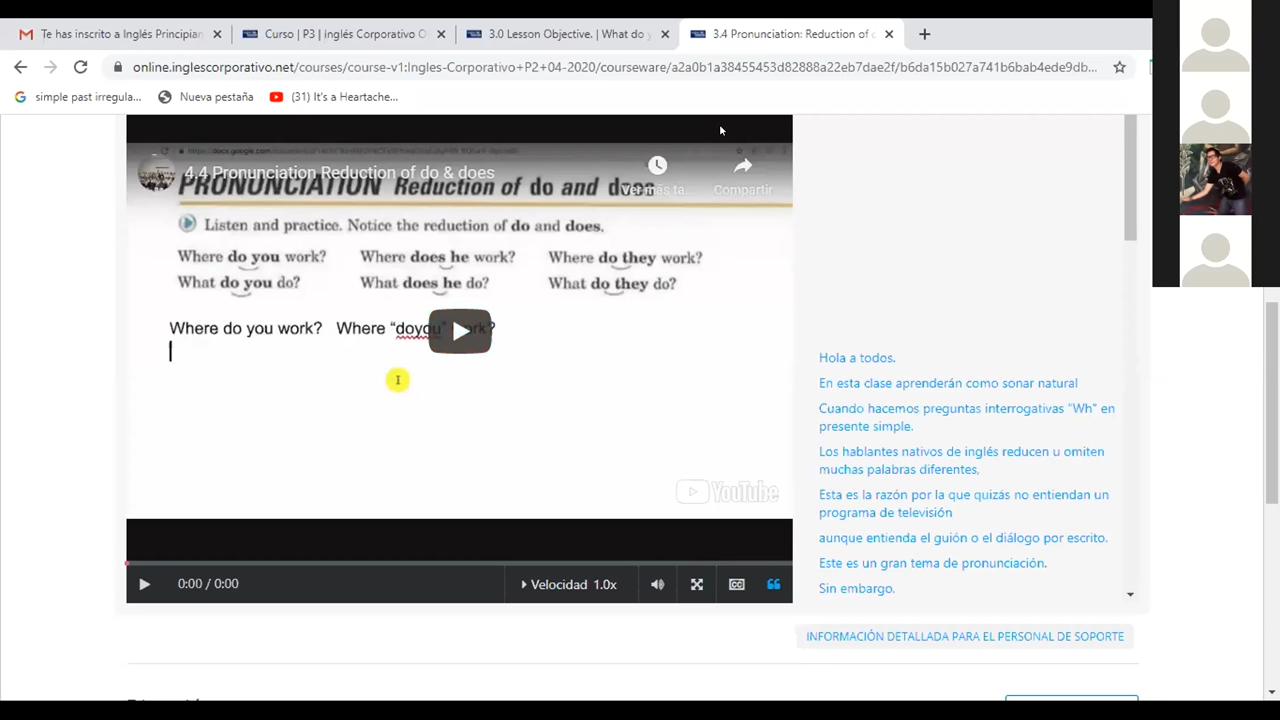 Te has inscrito a Inglés Principian
Curso | P3 | inglés Corporativo O
3.0 Lesson Objective. | What do y
3.4 Pronunciation: Reduction of d
online.inglescorporativo.net/courses/course-v1:Ingles-Corporativo+P2+04-2020/courseware/a2a0b1a38455453d82888a22eb7dae2f/b6da15b027a741b6bab4ede9db...
simple past irregula...
Nueva pestaña
(31) It's a Heartache...
4.4 Pronunciation Reduction of do & does
Ver más ta...
Compartir
PRONUNCIATION Reduction of do and does
Listen and practice. Notice the reduction of do and does.
Where do you work? Where does he work? Where do they work?
What do you do? What does he do? What do they do?
Where do you work? Where "doyou" work?
YouTube
0:00 / 0:00
Velocidad 1.0x
CC
Hola a todos.
En esta clase aprenderán como sonar natural
Cuando hacemos preguntas interrogativas "Wh" en
presente simple.
Los hablantes nativos de inglés reducen u omiten
muchas palabras diferentes,
Esta es la razón por la que quizás no entiendan un
programa de televisión
aunque entienda el guión o el diálogo por escrito.
Este es un gran tema de pronunciación.
Sin embargo.
INFORMACIÓN DETALLADA PARA EL PERSONAL DE SOPORTE